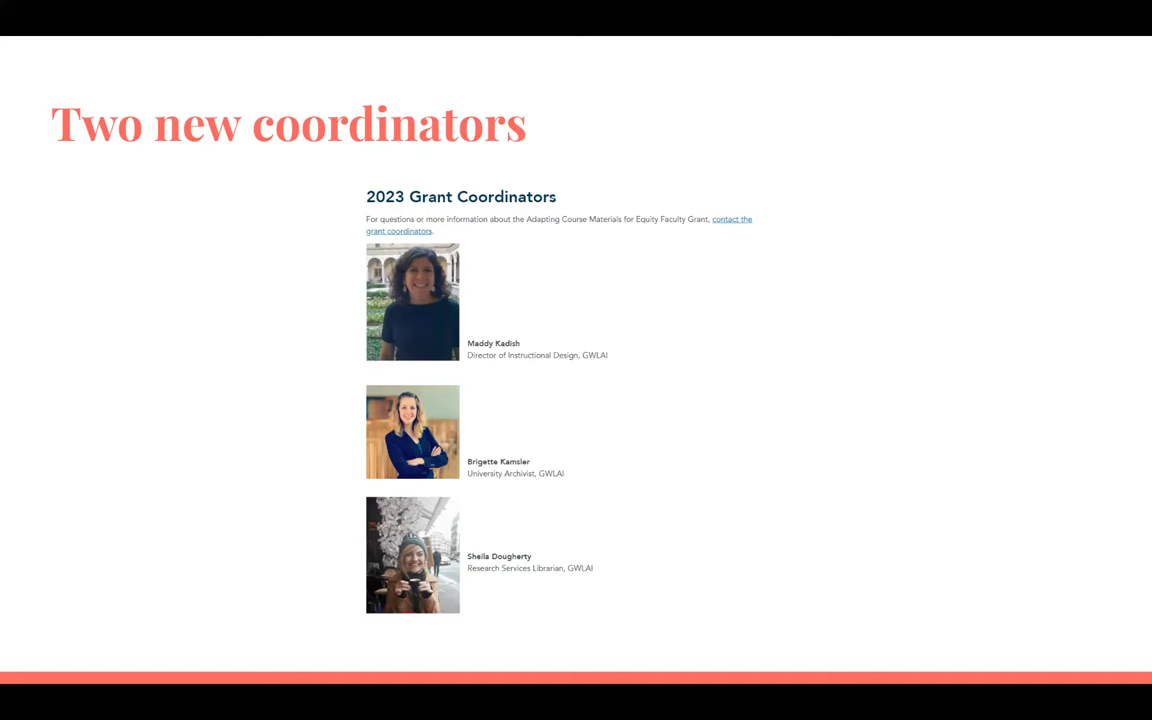 Two new coordinators
2023 Grant Coordinators
For questions or more information about the Adapting Course Materials for Equity Faculty Grant, contact the
grant coordinators.
Maddy Kadish
Director of Instructional Design, GWLAI
Brigette Kamsler
University Archivist, GWLAI
Sheila Dougherty
Research Services Librarian, GWLAI